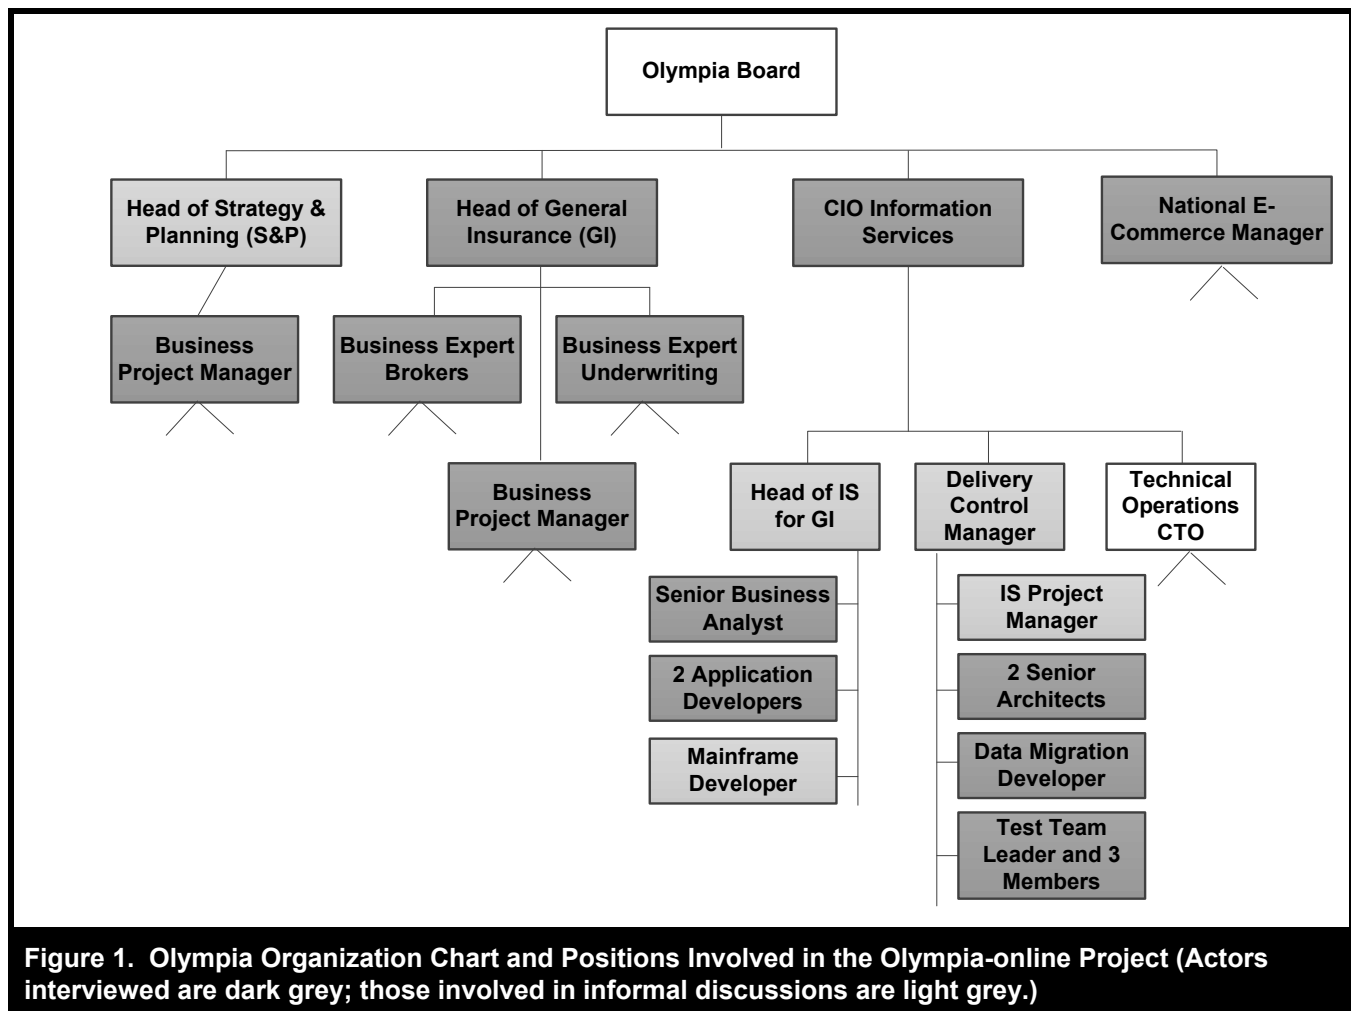 Olympia Board
Head of Strategy &
Planning (S&P)
Head of General
Insurance (GI)
CIO Information
Services
National E-
Commerce Manager
Business
Project Manager
Business Expert
Brokers
Business Expert
Underwriting
Business
Project Manager
Head of IS
for GI
Delivery
Control
Manager
Technical
Operations
CTO
Senior Business
Analyst
2 Application
Developers
Mainframe
Developer
IS Project
Manager
2 Senior
Architects
Data Migration
Developer
Test Team
Leader and 3
Members
Figure 1.  Olympia Organization Chart and Positions Involved in the Olympia-online Project (Actors
interviewed are dark grey; those involved in informal discussions are light grey.)